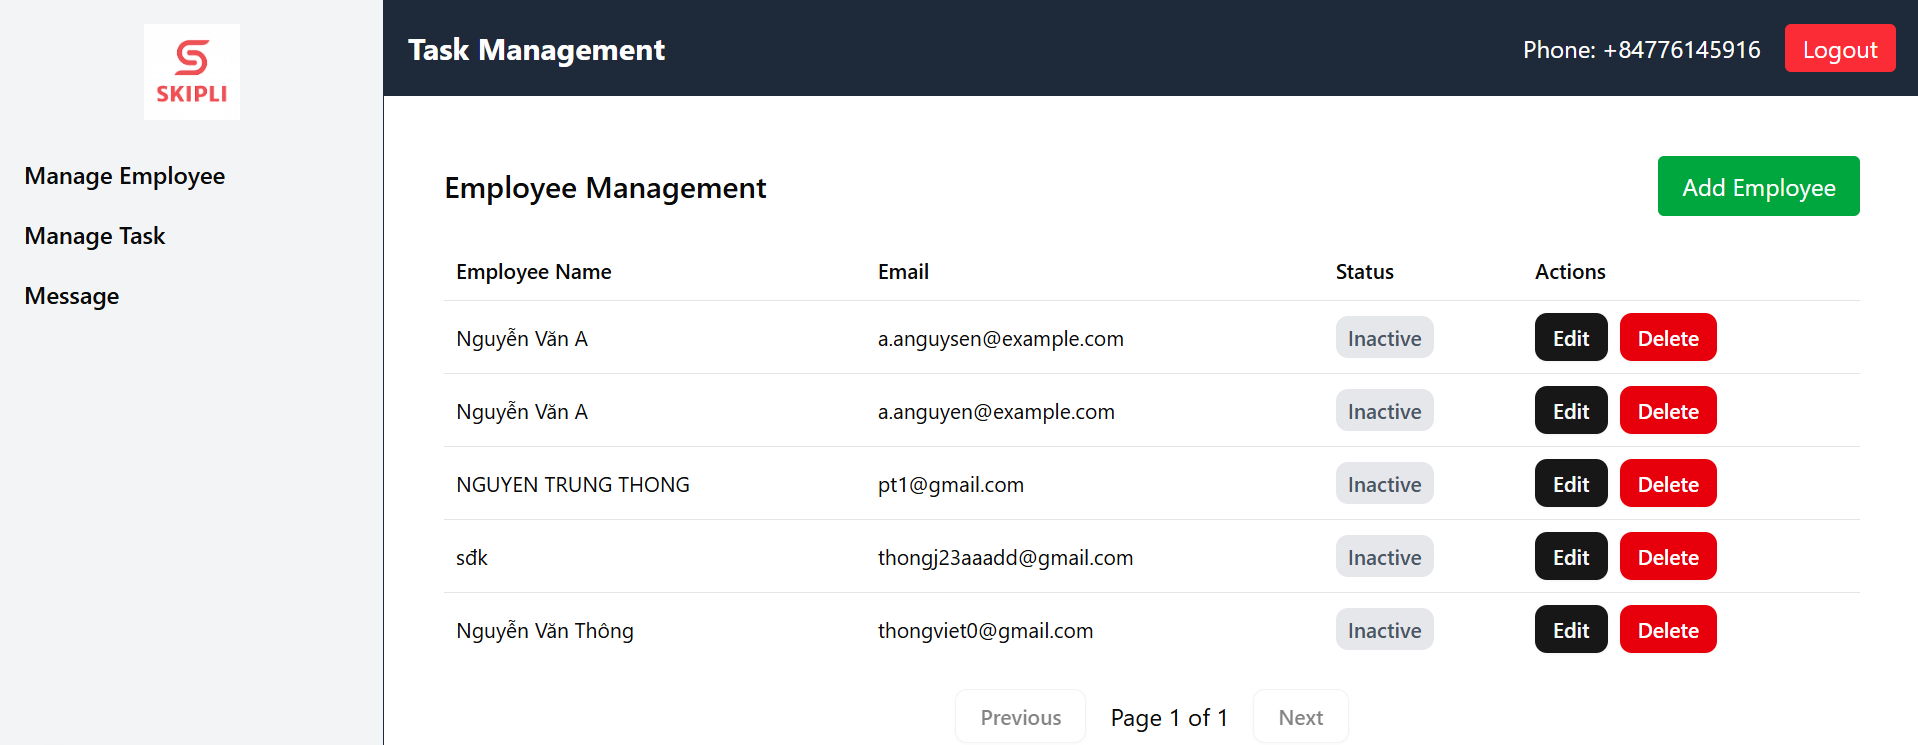 SKIPLI
Manage Employee
Manage Task
Message
Task Management
Phone: +84776145916
Logout
Employee Management
Add Employee
Employee Name Email Status Actions
Nguyễn Văn A a.anguysen@example.com Inactive Edit Delete
Nguyễn Văn A a.anguyen@example.com Inactive Edit Delete
NGUYEN TRUNG THONG pt1@gmail.com Inactive Edit Delete
sđk thongj23aaadd@gmail.com Inactive Edit Delete
Nguyễn Văn Thông thongviet0@gmail.com Inactive Edit Delete
Previous Page 1 of 1 Next